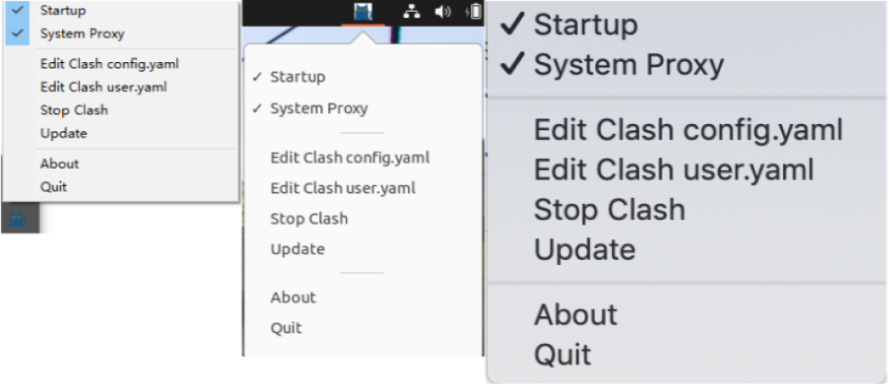 Startup
System Proxy
Edit Clash config.yaml
Edit Clash user.yaml
Stop Clash
Update
About
Quit
Startup
System Proxy
Edit Clash config.yaml
Edit Clash user.yaml
Stop Clash
Update
About
Quit
Startup
System Proxy
Edit Clash config.yaml
Edit Clash user.yaml
Stop Clash
Update
About
Quit